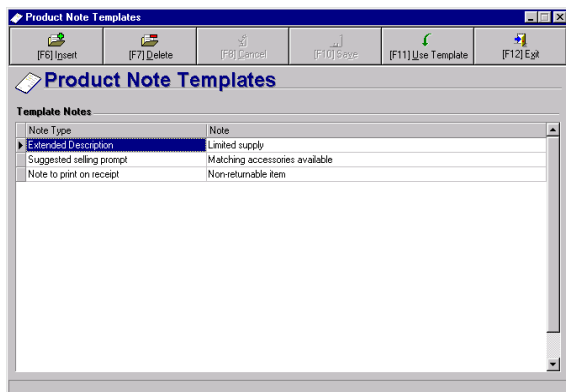 Product Note Templates
[F6] Insert [F7] Delete [F8] Cancel [F10] Save [F11] Use Template [F12] Exit
Product Note Templates
Template Notes
Note Type Note
Extended Description Limited supply
Suggested selling prompt Matching accessories available
Note to print on receipt Non-returnable item